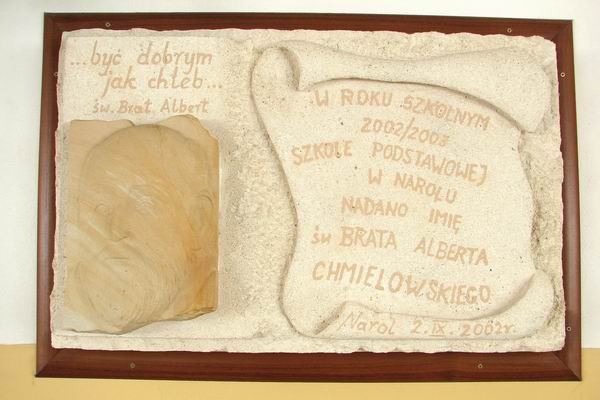 ...być dobrym
jak chleb...
św. Brat Albert
W ROKU SZKOLNYM
2002/2003
SZKOLE PODSTAWOWEJ
W NAROLU
NADANO IMIĘ
św BRATA ALBERTA
CHMIELOWSKIEGO
Narol 2.IX.2002r.